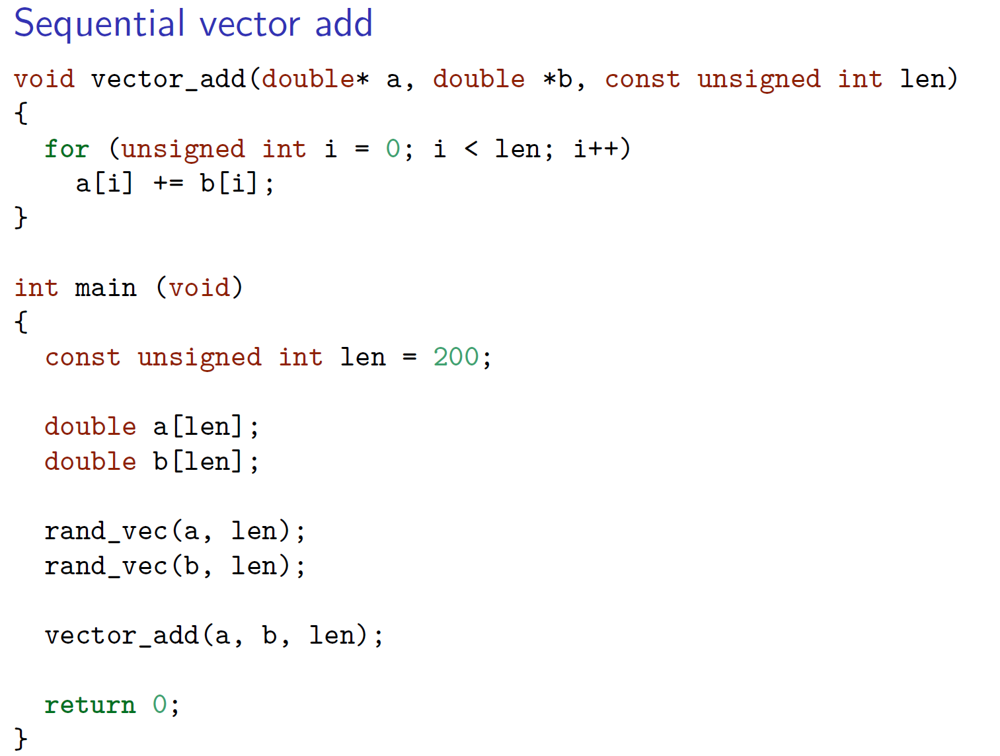 Sequential vector add
void vector_add(double* a, double *b, const unsigned int len)
{
  for (unsigned int i = 0; i < len; i++)
    a[i] += b[i];
}
int main (void)
{
  const unsigned int len = 200;
  double a[len];
  double b[len];
  rand_vec(a, len);
  rand_vec(b, len);
  vector_add(a, b, len);
  return 0;
}